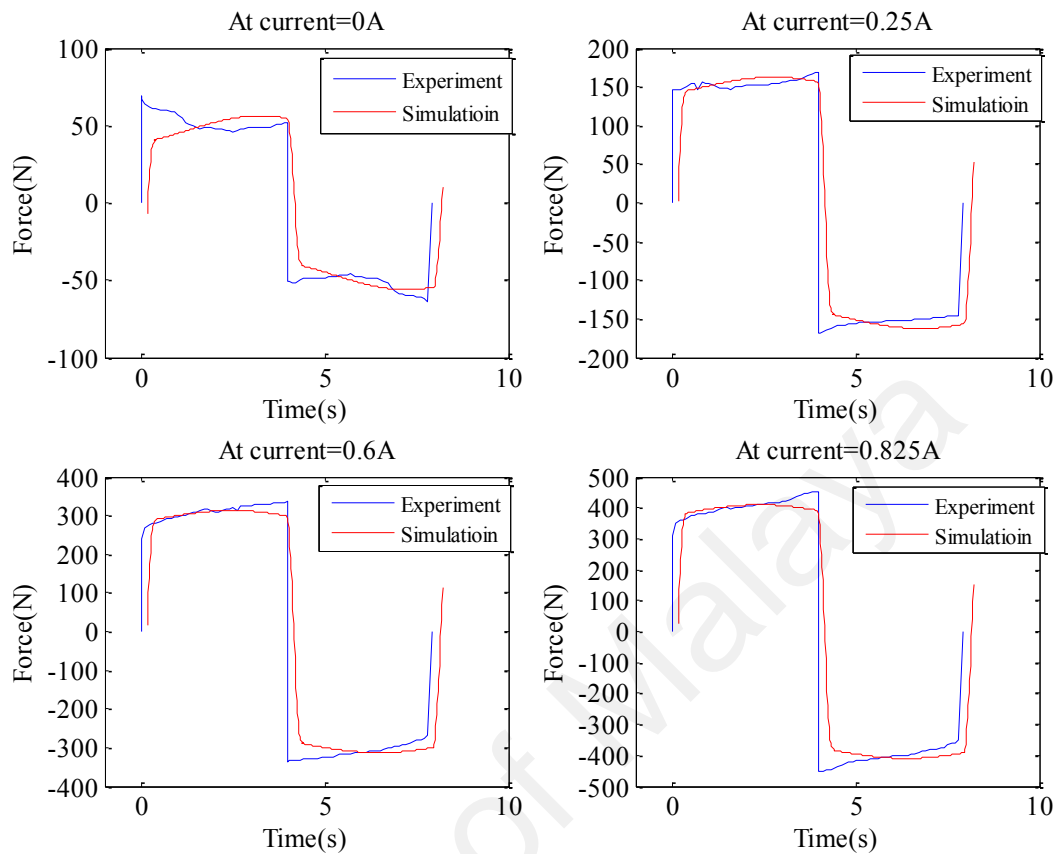 At current=0A
100
50
0
-50
-100
Force(N)
0
5
10
Time(s)
Experiment
Simulatioin
At current=0.25A
200
150
100
50
0
-50
-100
-150
-200
Force(N)
0
5
10
Time(s)
Experiment
Simulatioin
At current=0.6A
400
300
200
100
0
-100
-200
-300
-400
Force(N)
0
5
10
Time(s)
Experiment
Simulatioin
At current=0.825A
500
400
300
200
100
0
-100
-200
-300
-400
-500
Force(N)
0
5
10
Time(s)
Experiment
Simulatioin
of Malaya